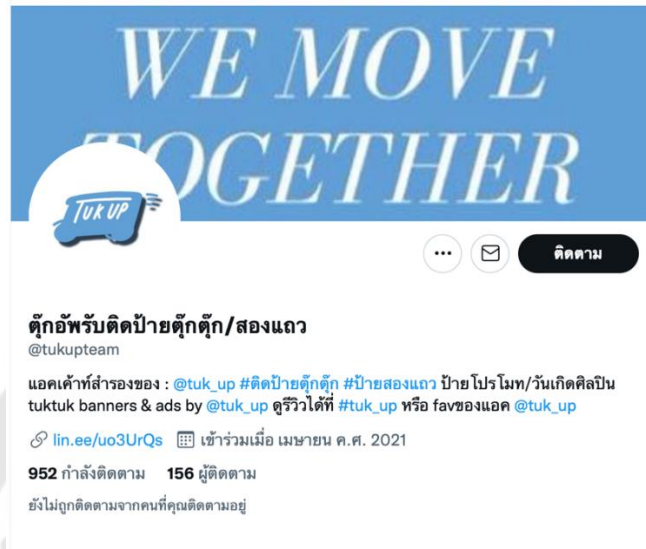 WE MOVE
TOGETHER
TUK UP
ติดตาม
ตุ๊กอัพรับติดป้ายตุ๊กตุ๊ก/สองแถว
@tukupteam
แอคเค้าท์สำรองของ : @tuk_up #ติดป้ายตุ๊กตุ๊ก #ป้ายสองแถว ป้ายโปรโมท/วันเกิดศิลปิน
tuktuk banners & ads by @tuk_up ดูรีวิวได้ที่ #tuk_up หรือ favของแอค @tuk_up
lin.ee/uo3UrQs เข้าร่วมเมื่อ เมษายน ค.ศ. 2021
952 กำลังติดตาม 156 ผู้ติดตาม
ยังไม่ถูกติดตามจากคนที่คุณติดตามอยู่